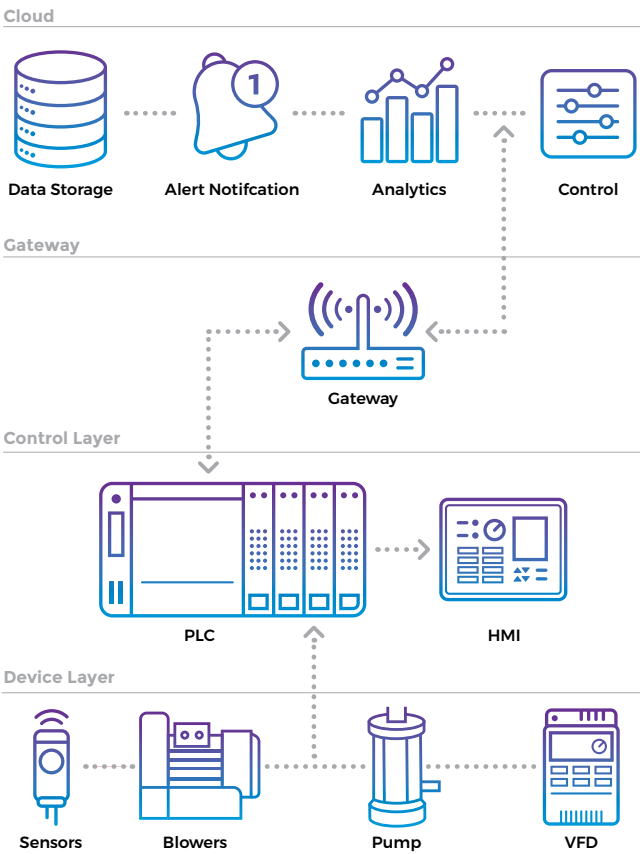 Cloud
1
Data Storage
Alert Notifcation
Analytics
Control
Gateway
Gateway
Control Layer
PLC
HMI
Device Layer
Sensors
Blowers
Pump
VFD